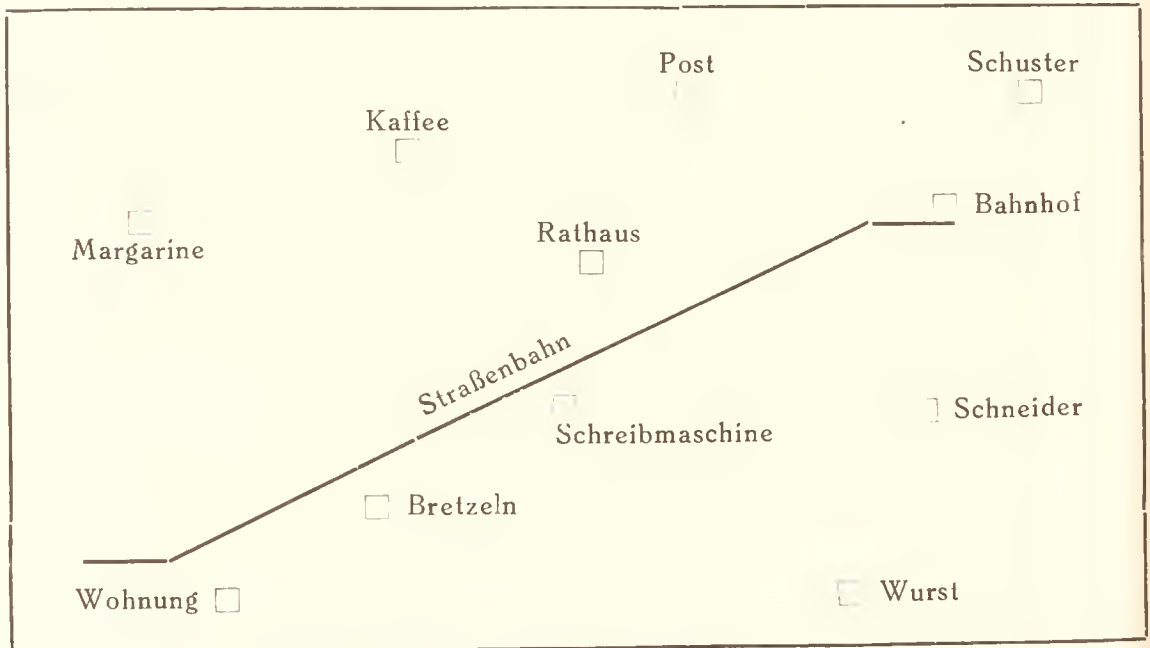 Post
Schuster
Kaffee
Bahnhof
Margarine
Rathaus
Straßenbahn
Schneider
Schreibmaschine
Bretzeln
Wohnung
Wurst